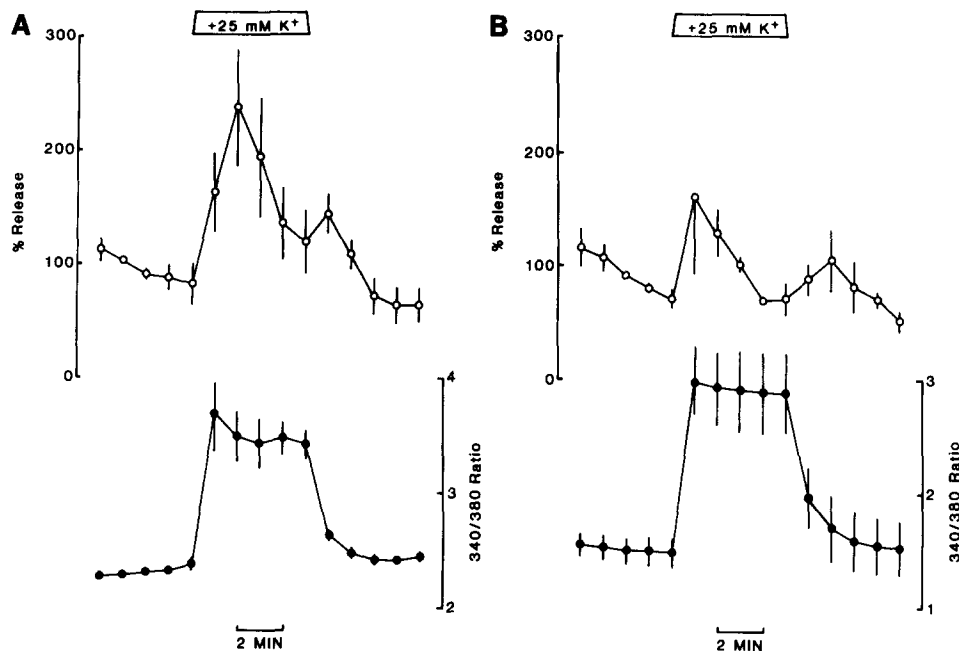 A
+25 mM K⁺
300
200
100
0
% Release
4
3
2
340/380 Ratio
2 MIN
B
+25 mM K⁺
300
200
100
0
% Release
3
2
1
340/380 Ratio
2 MIN